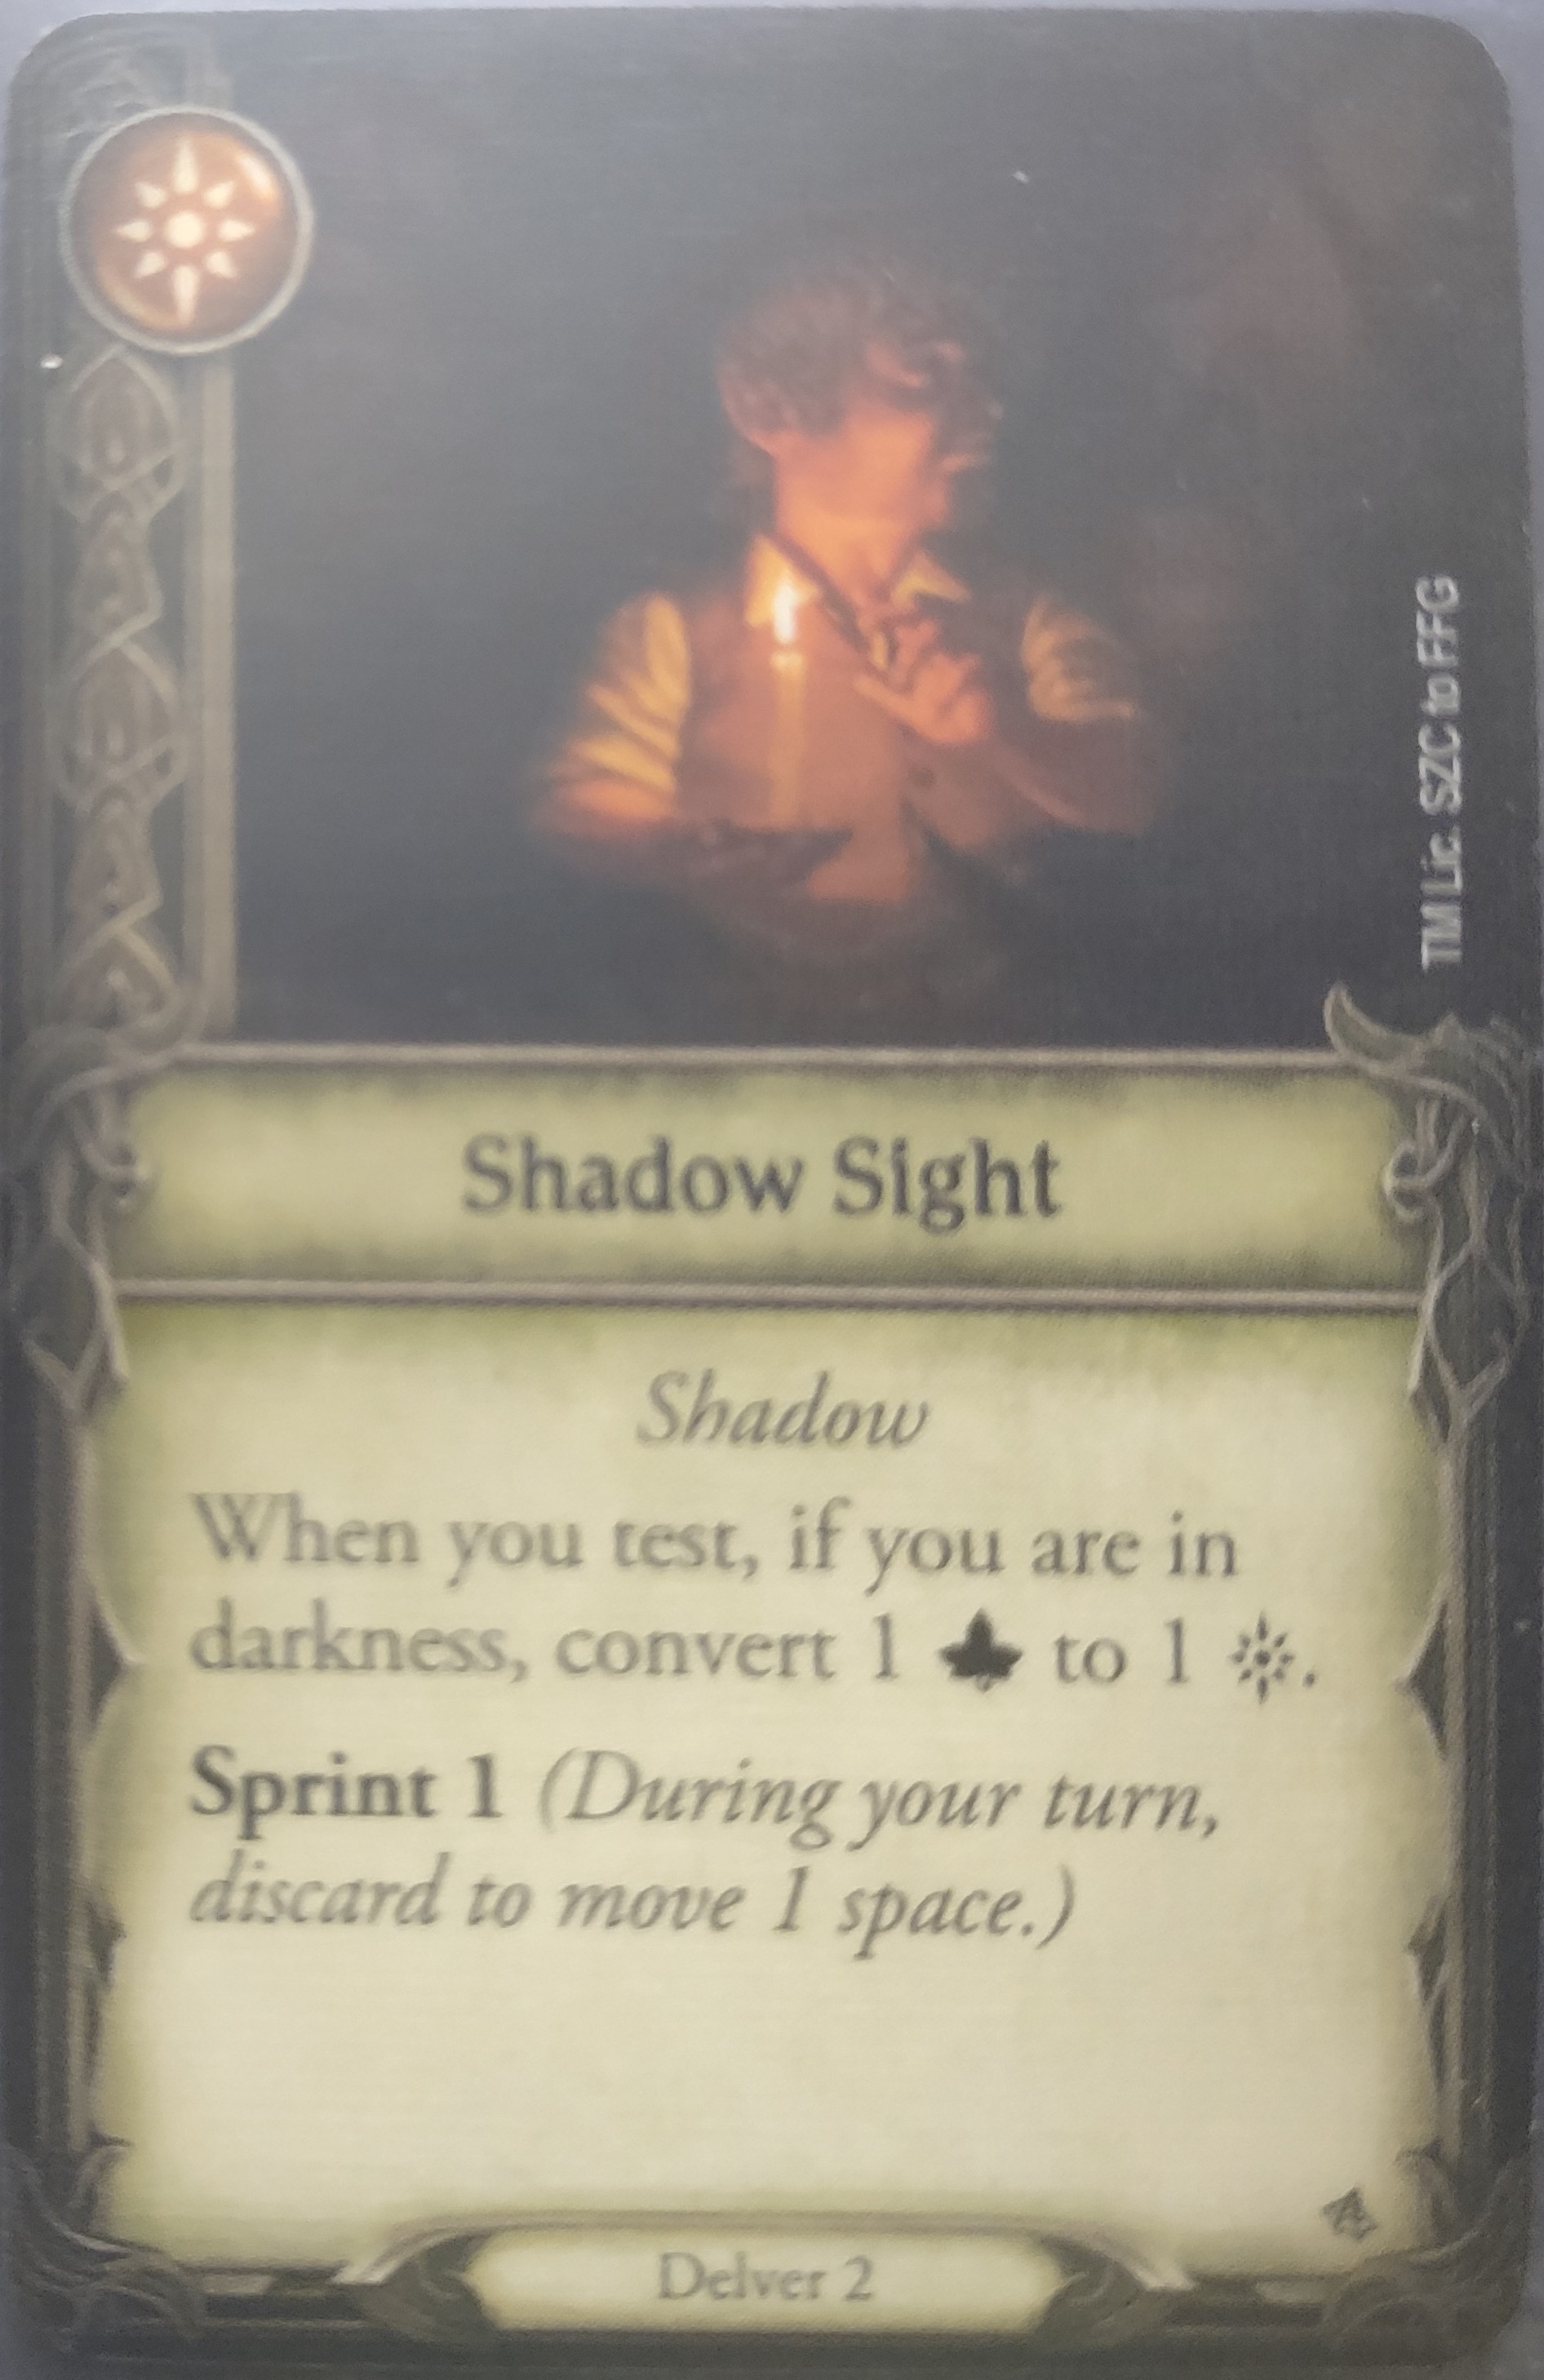 TM Lic. SZC to FFG
Shadow Sight
Shadow
When you test, if you are in
darkness, convert 1 to 1 .
Sprint 1 (During your turn,
discard to move 1 space.)
Delver 2